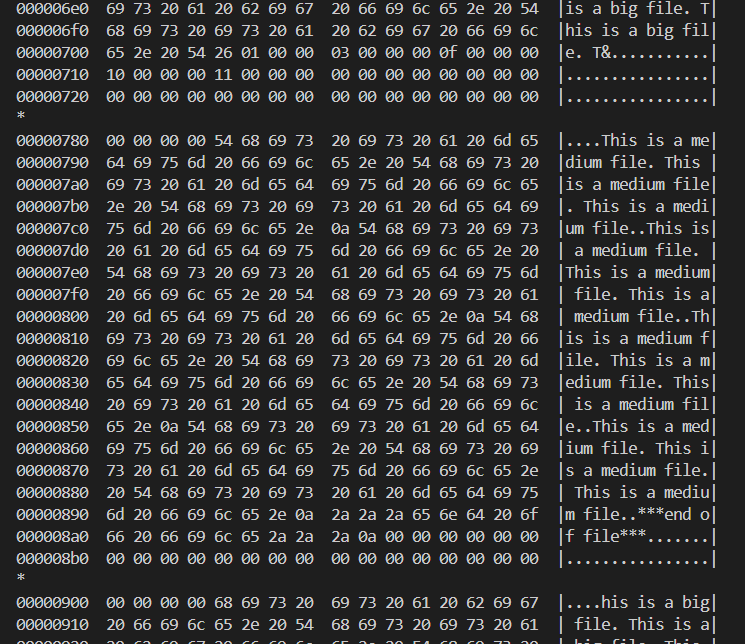 000006e0  69 73 20 61 20 62 69 67  20 66 69 6c 65 2e 20 54  |is a big file. T|
000006f0  68 69 73 20 69 73 20 61  20 62 69 67 20 66 69 6c  |his is a big fil|
00000700  65 2e 20 54 26 01 00 00  03 00 00 00 0f 00 00 00  |e. T&...........|
00000710  10 00 00 00 11 00 00 00  00 00 00 00 00 00 00 00  |................|
00000720  00 00 00 00 00 00 00 00  00 00 00 00 00 00 00 00  |................|
*
00000780  00 00 00 00 54 68 69 73  20 69 73 20 61 20 6d 65  |....This is a me|
00000790  64 69 75 6d 20 66 69 6c  65 2e 20 54 68 69 73 20  |dium file. This |
000007a0  69 73 20 61 20 6d 65 64  69 75 6d 20 66 69 6c 65  |is a medium file|
000007b0  2e 20 54 68 69 73 20 69  73 20 61 20 6d 65 64 69  |. This is a medi|
000007c0  75 6d 20 66 69 6c 65 2e  0a 54 68 69 73 20 69 73  |um file..This is|
000007d0  20 61 20 6d 65 64 69 75  6d 20 66 69 6c 65 2e 20  | a medium file. |
000007e0  54 68 69 73 20 69 73 20  61 20 6d 65 64 69 75 6d  |This is a medium|
000007f0  20 66 69 6c 65 2e 20 54  68 69 73 20 69 73 20 61  | file. This is a|
00000800  20 6d 65 64 69 75 6d 20  66 69 6c 65 2e 0a 54 68  | medium file..Th|
00000810  69 73 20 69 73 20 61 20  6d 65 64 69 75 6d 20 66  |is is a medium f|
00000820  69 6c 65 2e 20 54 68 69  73 20 69 73 20 61 20 6d  |ile. This is a m|
00000830  65 64 69 75 6d 20 66 69  6c 65 2e 20 54 68 69 73  |edium file. This|
00000840  20 69 73 20 61 20 6d 65  64 69 75 6d 20 66 69 6c  | is a medium fil|
00000850  65 2e 0a 54 68 69 73 20  69 73 20 61 20 6d 65 64  |e..This is a med|
00000860  69 75 6d 20 66 69 6c 65  2e 20 54 68 69 73 20 69  |ium file. This i|
00000870  73 20 61 20 6d 65 64 69  75 6d 20 66 69 6c 65 2e  |s a medium file.|
00000880  20 54 68 69 73 20 69 73  20 61 20 6d 65 64 69 75  | This is a mediu|
00000890  6d 20 66 69 6c 65 2e 0a  2a 2a 2a 65 6e 64 20 6f  |m file..***end o|
000008a0  66 20 66 69 6c 65 2a 2a  2a 0a 00 00 00 00 00 00  |f file***.......|
000008b0  00 00 00 00 00 00 00 00  00 00 00 00 00 00 00 00  |................|
*
00000900  00 00 00 00 68 69 73 20  69 73 20 61 20 62 69 67  |....his is a big|
00000910  20 66 69 6c 65 2e 20 54  68 69 73 20 69 73 20 61  | file. This is a|